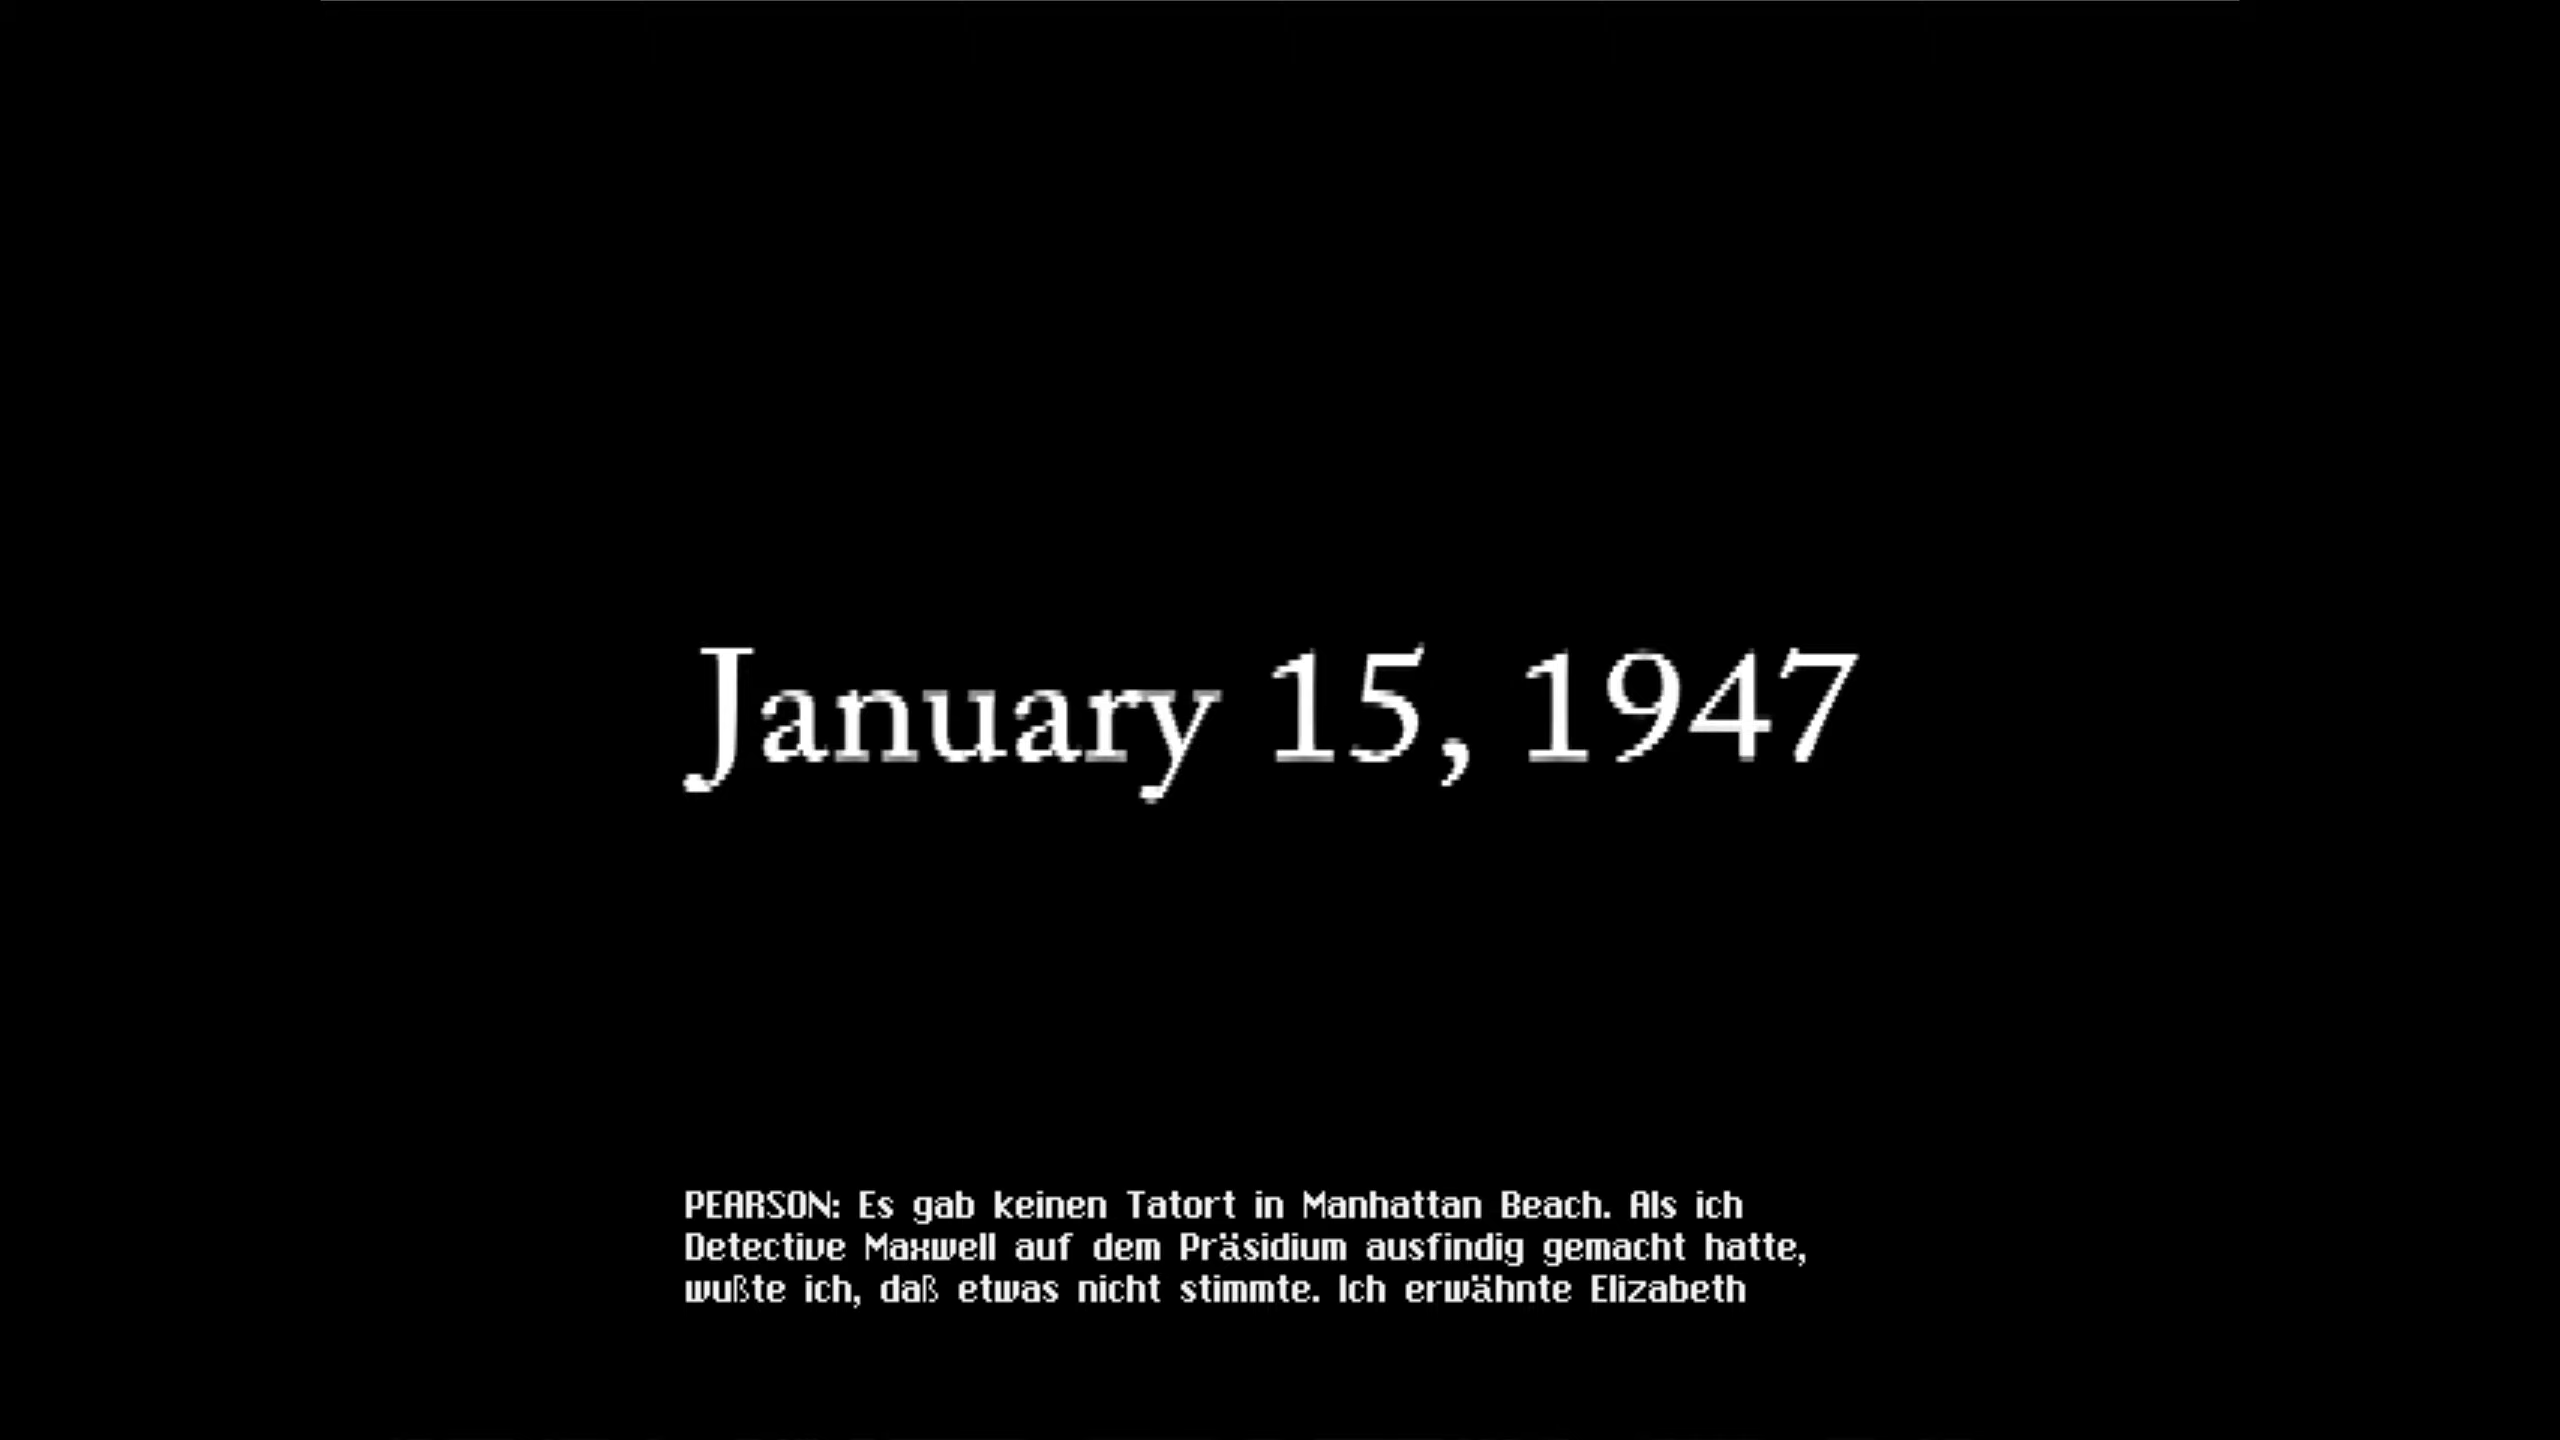 January 15, 1947
PEARSON: Es gab keinen Tatort in Manhattan Beach. Als ich
Detective Maxwell auf dem Präsidium ausfindig gemacht hatte,
wußte ich, daß etwas nicht stimmte. Ich erwähnte Elizabeth